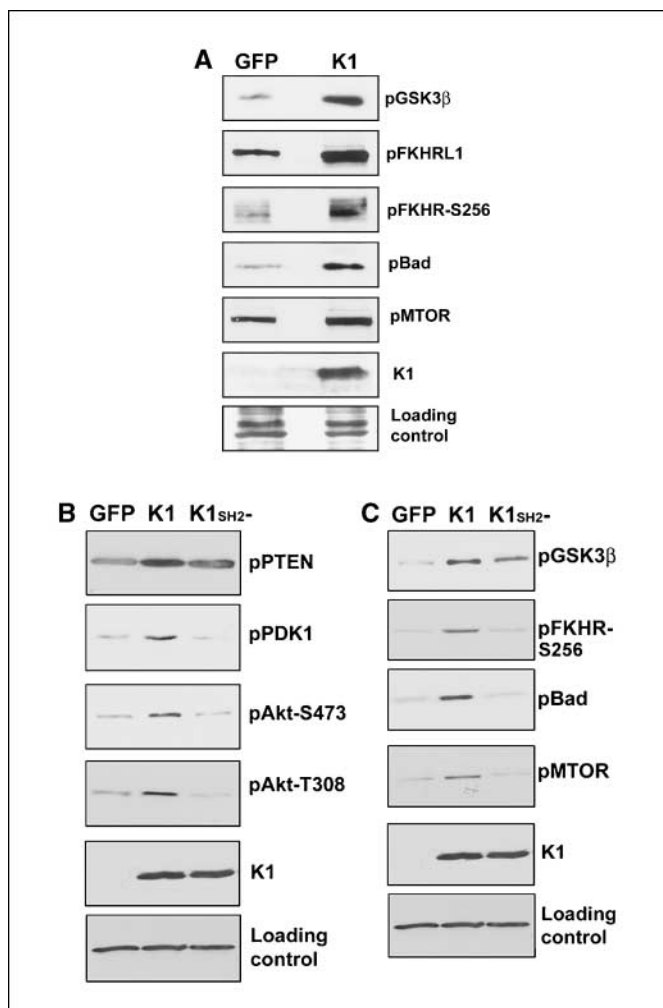 A GFP K1
pGSK3β
pFKHRL1
pFKHR-S256
pBad
pMTOR
K1
Loading
control
B GFP K1 K1SH2-
pPTEN
pPDK1
pAkt-S473
pAkt-T308
K1
Loading
control
C GFP K1 K1SH2-
pGSK3β
pFKHR-
S256
pBad
pMTOR
K1
Loading
control